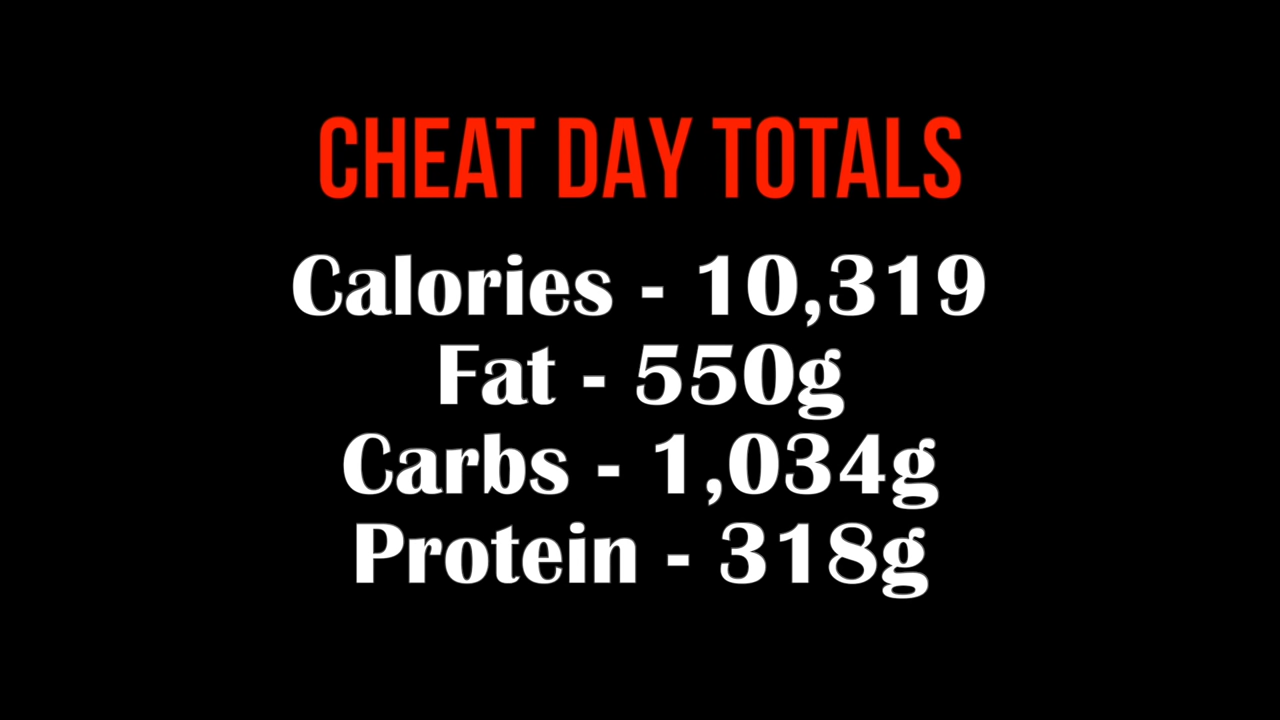 CHEAT DAY TOTALS
Calories - 10,319
Fat - 550g
Carbs - 1,034g
Protein - 318g